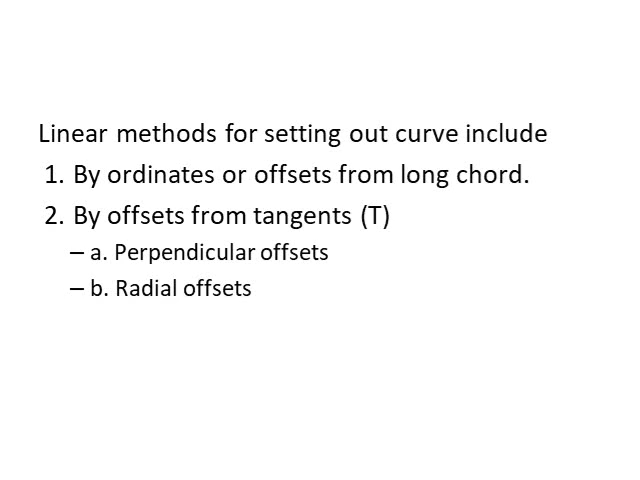 Linear methods for setting out curve include
1. By ordinates or offsets from long chord.
2. By offsets from tangents (T)
– a. Perpendicular offsets
– b. Radial offsets